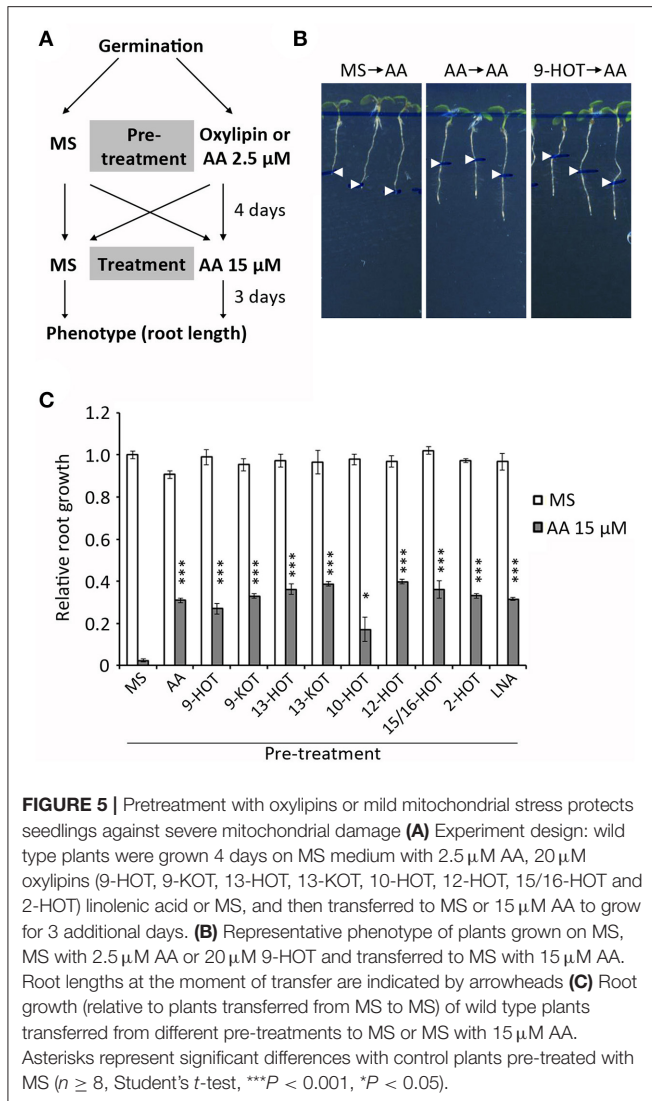 A
Germination
MS
Pre-treatment
Oxylipin or
AA 2.5 µM
4 days
MS
Treatment
AA 15 µM
3 days
Phenotype (root length)
B
MS→AA AA→AA 9-HOT→AA
C
Relative root growth
1.2
1.0
0.8
0.6
0.4
0.2
0
***
***
***
***
***
*
***
***
***
***
MS
AA 15 µM
MS
AA
9-HOT
9-KOT
13-HOT
13-KOT
10-HOT
12-HOT
15/16-HOT
2-HOT
LNA
Pre-treatment
FIGURE 5 | Pretreatment with oxylipins or mild mitochondrial stress protects
seedlings against severe mitochondrial damage (A) Experiment design: wild
type plants were grown 4 days on MS medium with 2.5 µM AA, 20 µM
oxylipins (9-HOT, 9-KOT, 13-HOT, 13-KOT, 10-HOT, 12-HOT, 15/16-HOT and
2-HOT) linolenic acid or MS, and then transferred to MS or 15 µM AA to grow
for 3 additional days. (B) Representative phenotype of plants grown on MS,
MS with 2.5 µM AA or 20 µM 9-HOT and transferred to MS with 15 µM AA.
Root lengths at the moment of transfer are indicated by arrowheads (C) Root
growth (relative to plants transferred from MS to MS) of wild type plants
transferred from different pre-treatments to MS or MS with 15 µM AA.
Asterisks represent significant differences with control plants pre-treated with
MS (n ≥ 8, Student's t-test, ***P < 0.001, *P < 0.05).